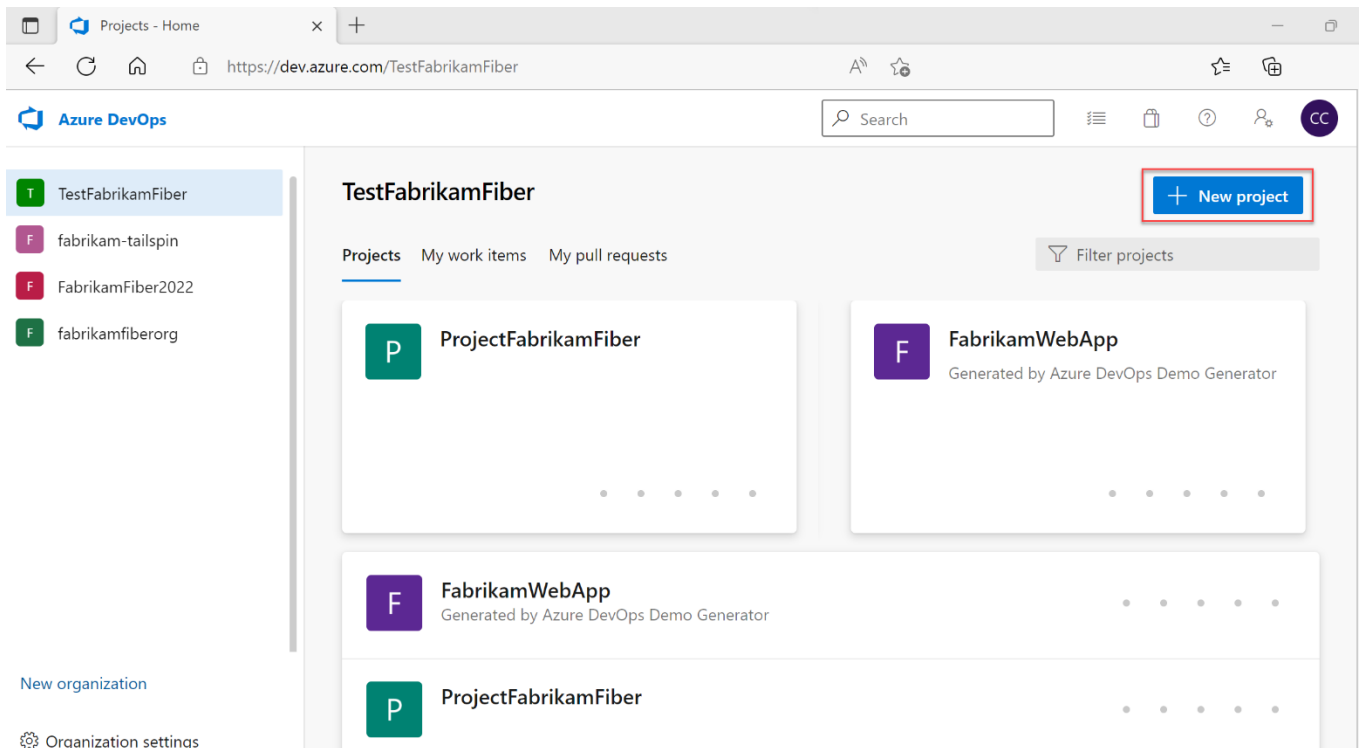 Projects - Home
https://dev.azure.com/TestFabrikamFiber
Azure DevOps
Search
CC
T TestFabrikamFiber
F fabrikam-tailspin
F FabrikamFiber2022
F fabrikamfiberorg
New organization
Organization settings
TestFabrikamFiber
New project
Projects My work items My pull requests
Filter projects
P ProjectFabrikamFiber
F FabrikamWebApp
Generated by Azure DevOps Demo Generator
F FabrikamWebApp
Generated by Azure DevOps Demo Generator
P ProjectFabrikamFiber